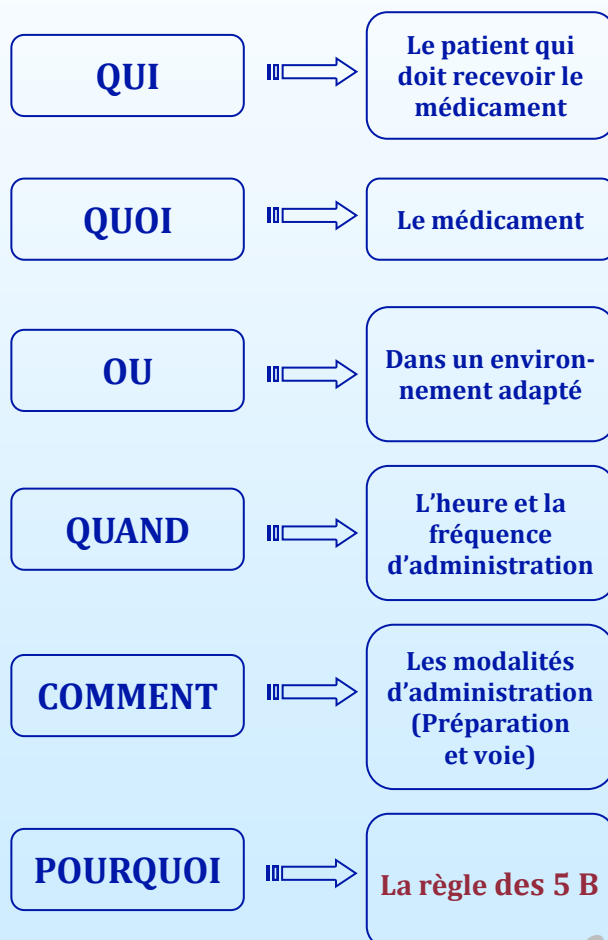 QUI
Le patient qui
doit recevoir le
médicament
QUOI
Le médicament
OU
Dans un environ-
nement adapté
QUAND
L'heure et la
fréquence
d'administration
COMMENT
Les modalités
d'administration
(Préparation
et voie)
POURQUOI
La règle des 5 B